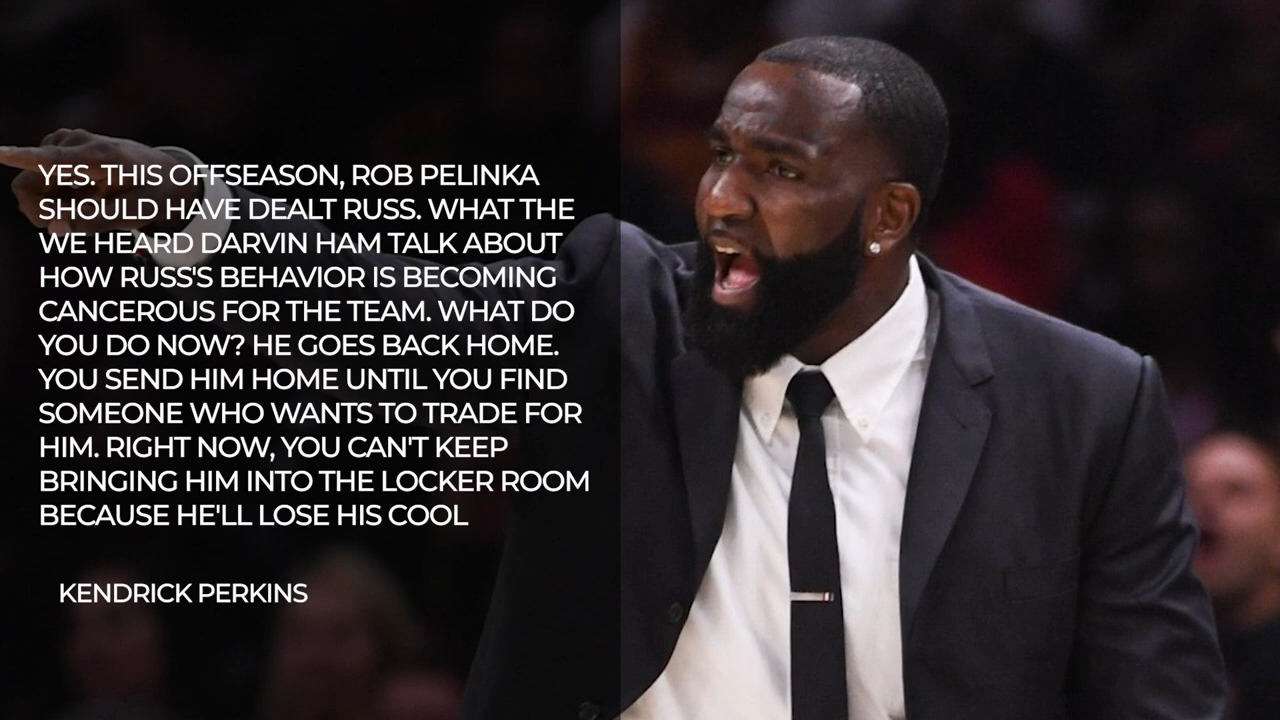 YES. THIS OFFSEASON, ROB PELINKA
SHOULD HAVE DEALT RUSS. WHAT THE
WE HEARD DARVIN HAM TALK ABOUT
HOW RUSS'S BEHAVIOR IS BECOMING
CANCEROUS FOR THE TEAM. WHAT DO
YOU DO NOW? HE GOES BACK HOME.
YOU SEND HIM HOME UNTIL YOU FIND
SOMEONE WHO WANTS TO TRADE FOR
HIM. RIGHT NOW, YOU CAN'T KEEP
BRINGING HIM INTO THE LOCKER ROOM
BECAUSE HE'LL LOSE HIS COOL
KENDRICK PERKINS